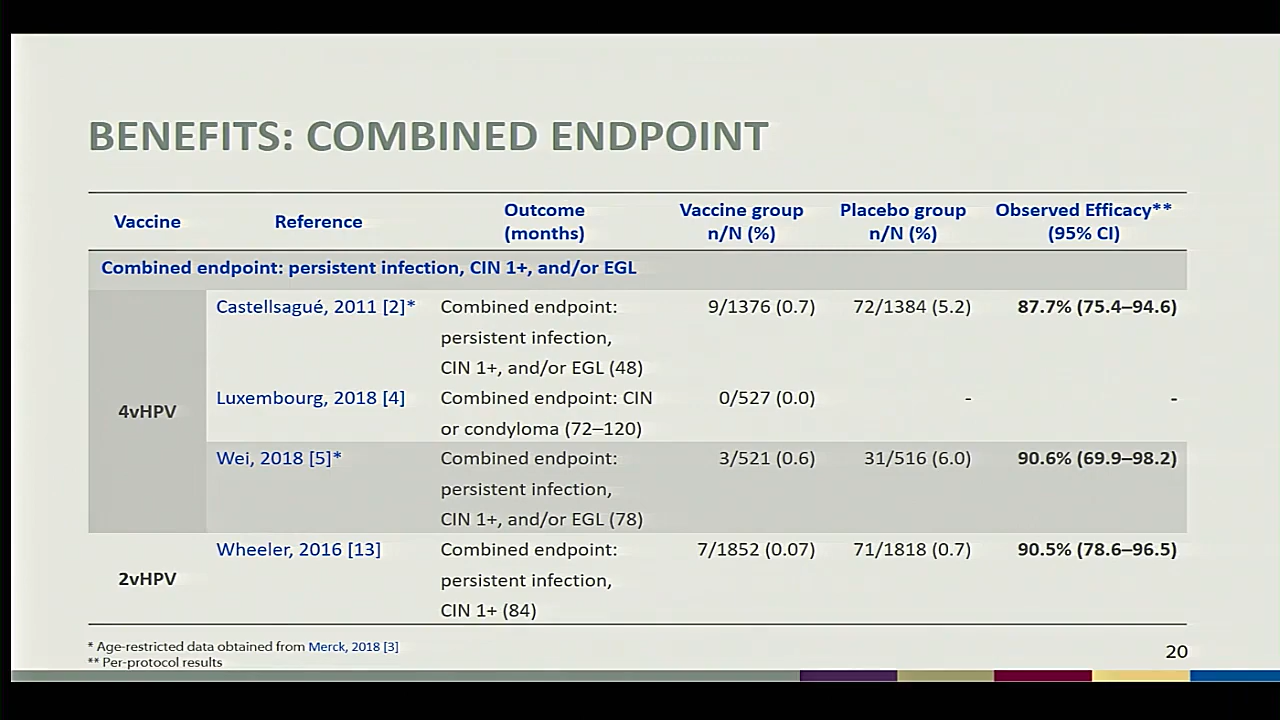 BENEFITS: COMBINED ENDPOINT
Vaccine Reference Outcome (months) Vaccine group n/N (%) Placebo group n/N (%) Observed Efficacy** (95% CI)
Combined endpoint: persistent infection, CIN 1+, and/or EGL
4vHPV
Castellsagué, 2011 [2]* Combined endpoint: 9/1376 (0.7) 72/1384 (5.2) 87.7% (75.4–94.6)
persistent infection,
CIN 1+, and/or EGL (48)
Luxembourg, 2018 [4] Combined endpoint: CIN 0/527 (0.0) - -
or condyloma (72–120)
Wei, 2018 [5]* Combined endpoint: 3/521 (0.6) 31/516 (6.0) 90.6% (69.9–98.2)
persistent infection,
CIN 1+, and/or EGL (78)
2vHPV
Wheeler, 2016 [13] Combined endpoint: 7/1852 (0.07) 71/1818 (0.7) 90.5% (78.6–96.5)
persistent infection,
CIN 1+ (84)
* Age-restricted data obtained from Merck, 2018 [3]
** Per-protocol results
20